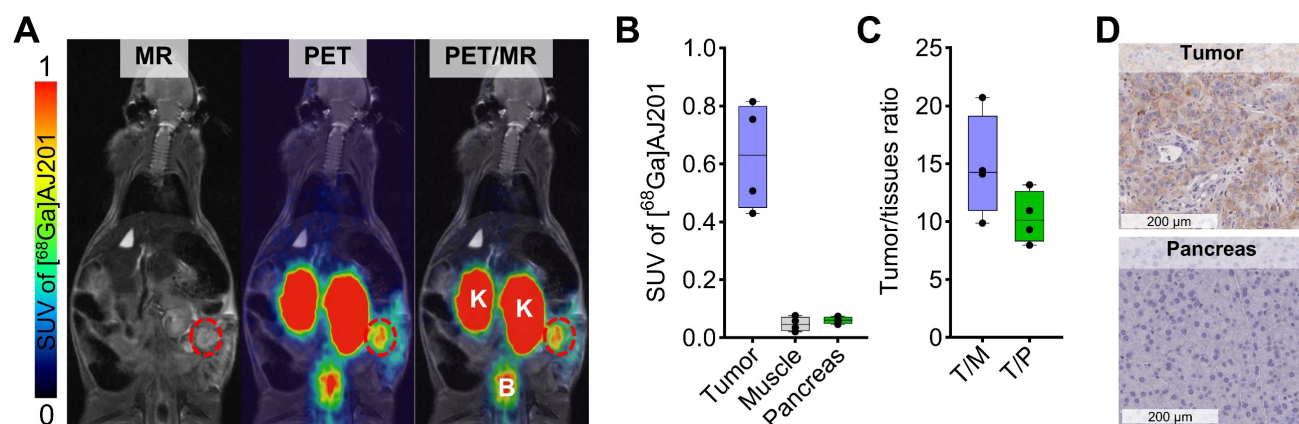 A
MR
PET
PET/MR
1
SUV of [⁶⁸Ga]AJ201
0
K
K
B
B
SUV of [⁶⁸Ga]AJ201
1.0
0.8
0.6
0.4
0.2
0.0
Tumor
Muscle
Pancreas
C
Tumor/tissues ratio
25
20
15
10
5
0
T/M
T/P
D
Tumor
200 µm
Pancreas
200 µm